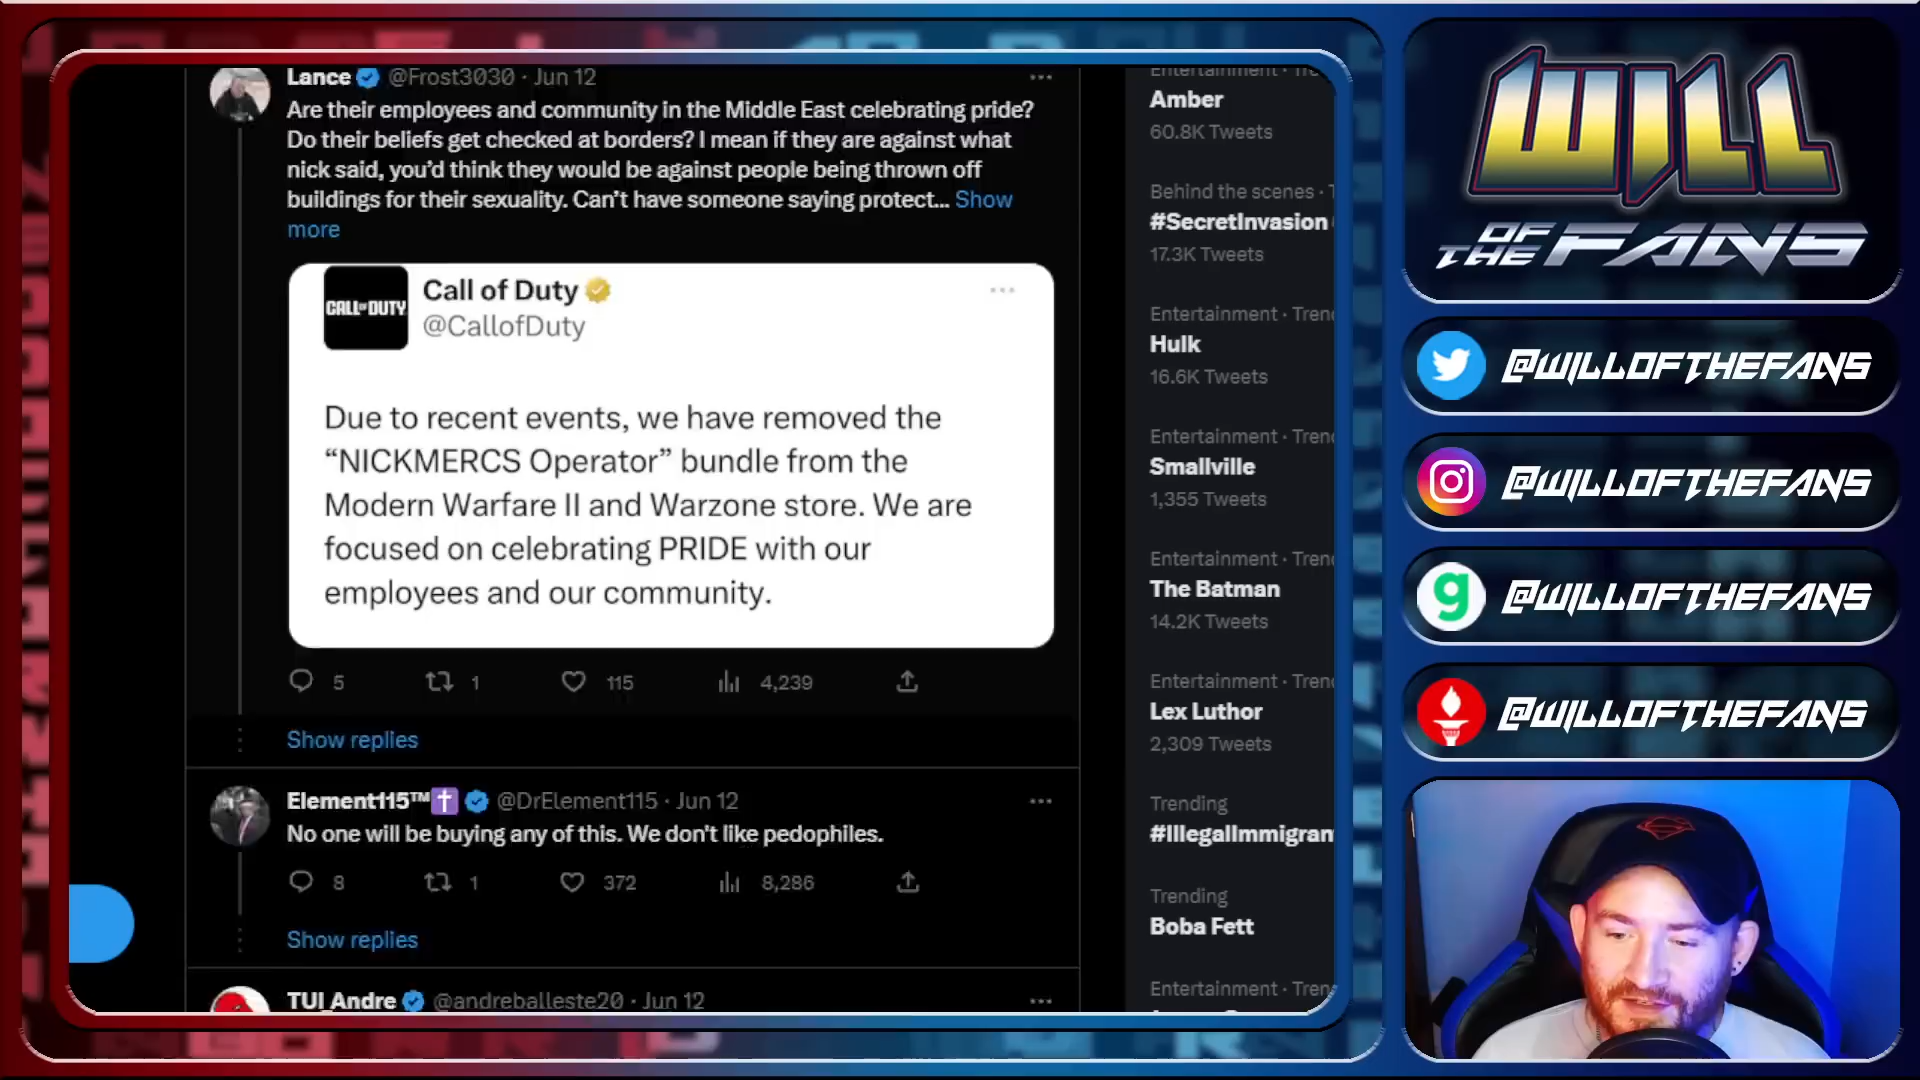 Lance @Frost3030 · Jun 12
Are their employees and community in the Middle East celebrating pride?
Do their beliefs get checked at borders? I mean if they are against what
nick said, you'd think they would be against people being thrown off
buildings for their sexuality. Can't have someone saying protect... Show
more
CALL OF DUTY
Call of Duty
@CallofDuty
Due to recent events, we have removed the
“NICKMERCS Operator” bundle from the
Modern Warfare II and Warzone store. We are
focused on celebrating PRIDE with our
employees and our community.
5 1 115 4,239
Show replies
Element115™ @DrElement115 · Jun 12
No one will be buying any of this. We don't like pedophiles.
8 1 372 8,286
Show replies
TUI_Andre @andreballeste20 · Jun 12
Entertainment ·
Amber
60.8K Tweets
Behind the scenes ·
#SecretInvasion
17.3K Tweets
Entertainment · Tren
Hulk
16.6K Tweets
Entertainment · Tren
Smallville
1,355 Tweets
Entertainment · Tren
The Batman
14.2K Tweets
Entertainment · Tren
Lex Luthor
2,309 Tweets
Trending
#IllegalImmigran
Trending
Boba Fett
Entertainment · Tren
WILL
OF
THE FANS
@WILLOFTHEFANS
@WILLOFTHEFANS
g @WILLOFTHEFANS
@WILLOFTHEFANS